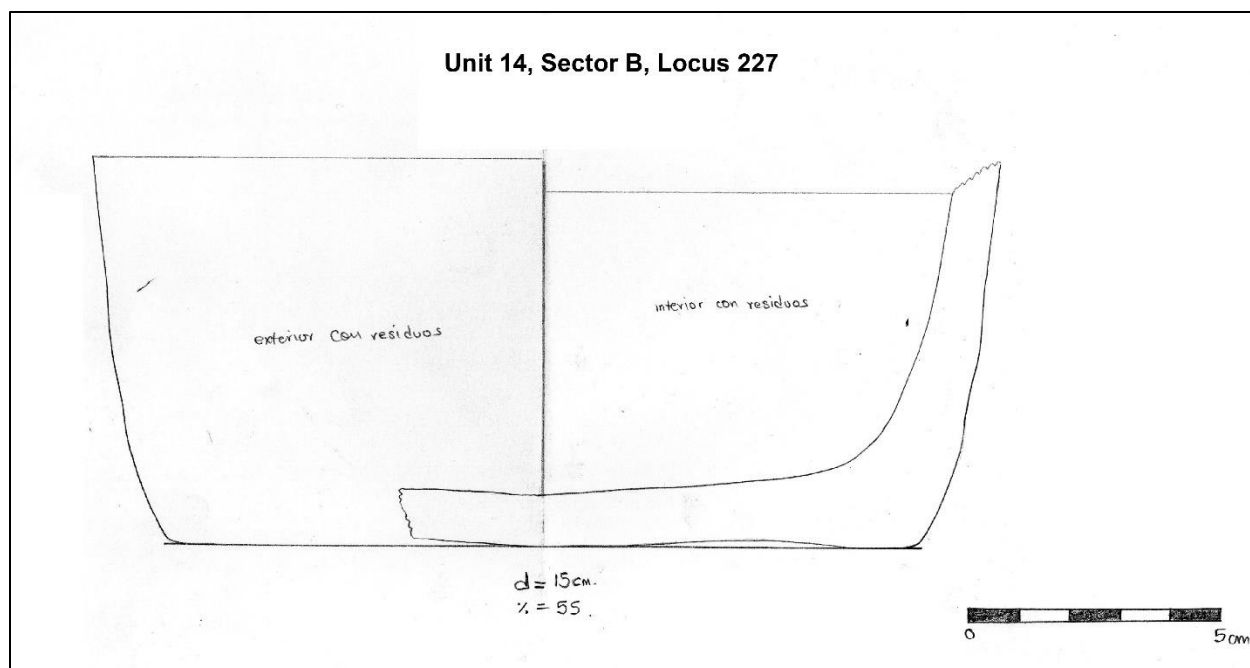 Unit 14, Sector B, Locus 227
exterior con residuos
interior con residuos
d = 15cm.
% = 55.
0 5cm